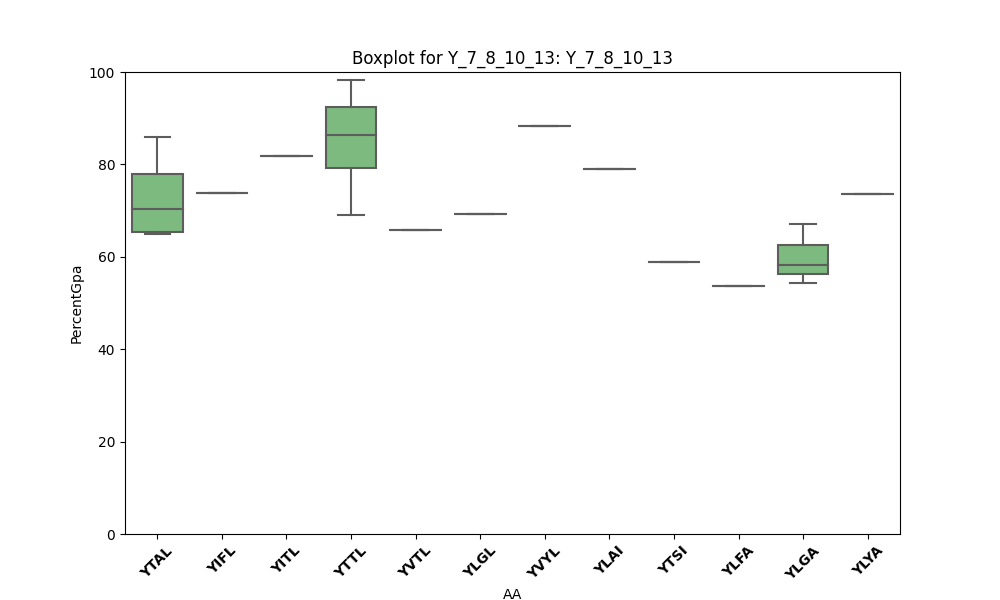 Boxplot for Y_7_8_10_13: Y_7_8_10_13
100
80
60
40
20
0
PercentGpa
YTAL
YIFL
YITL
YTTL
YVTL
YLGL
YVYL
YLAI
YTSI
YLFA
YLGA
YLYA
AA